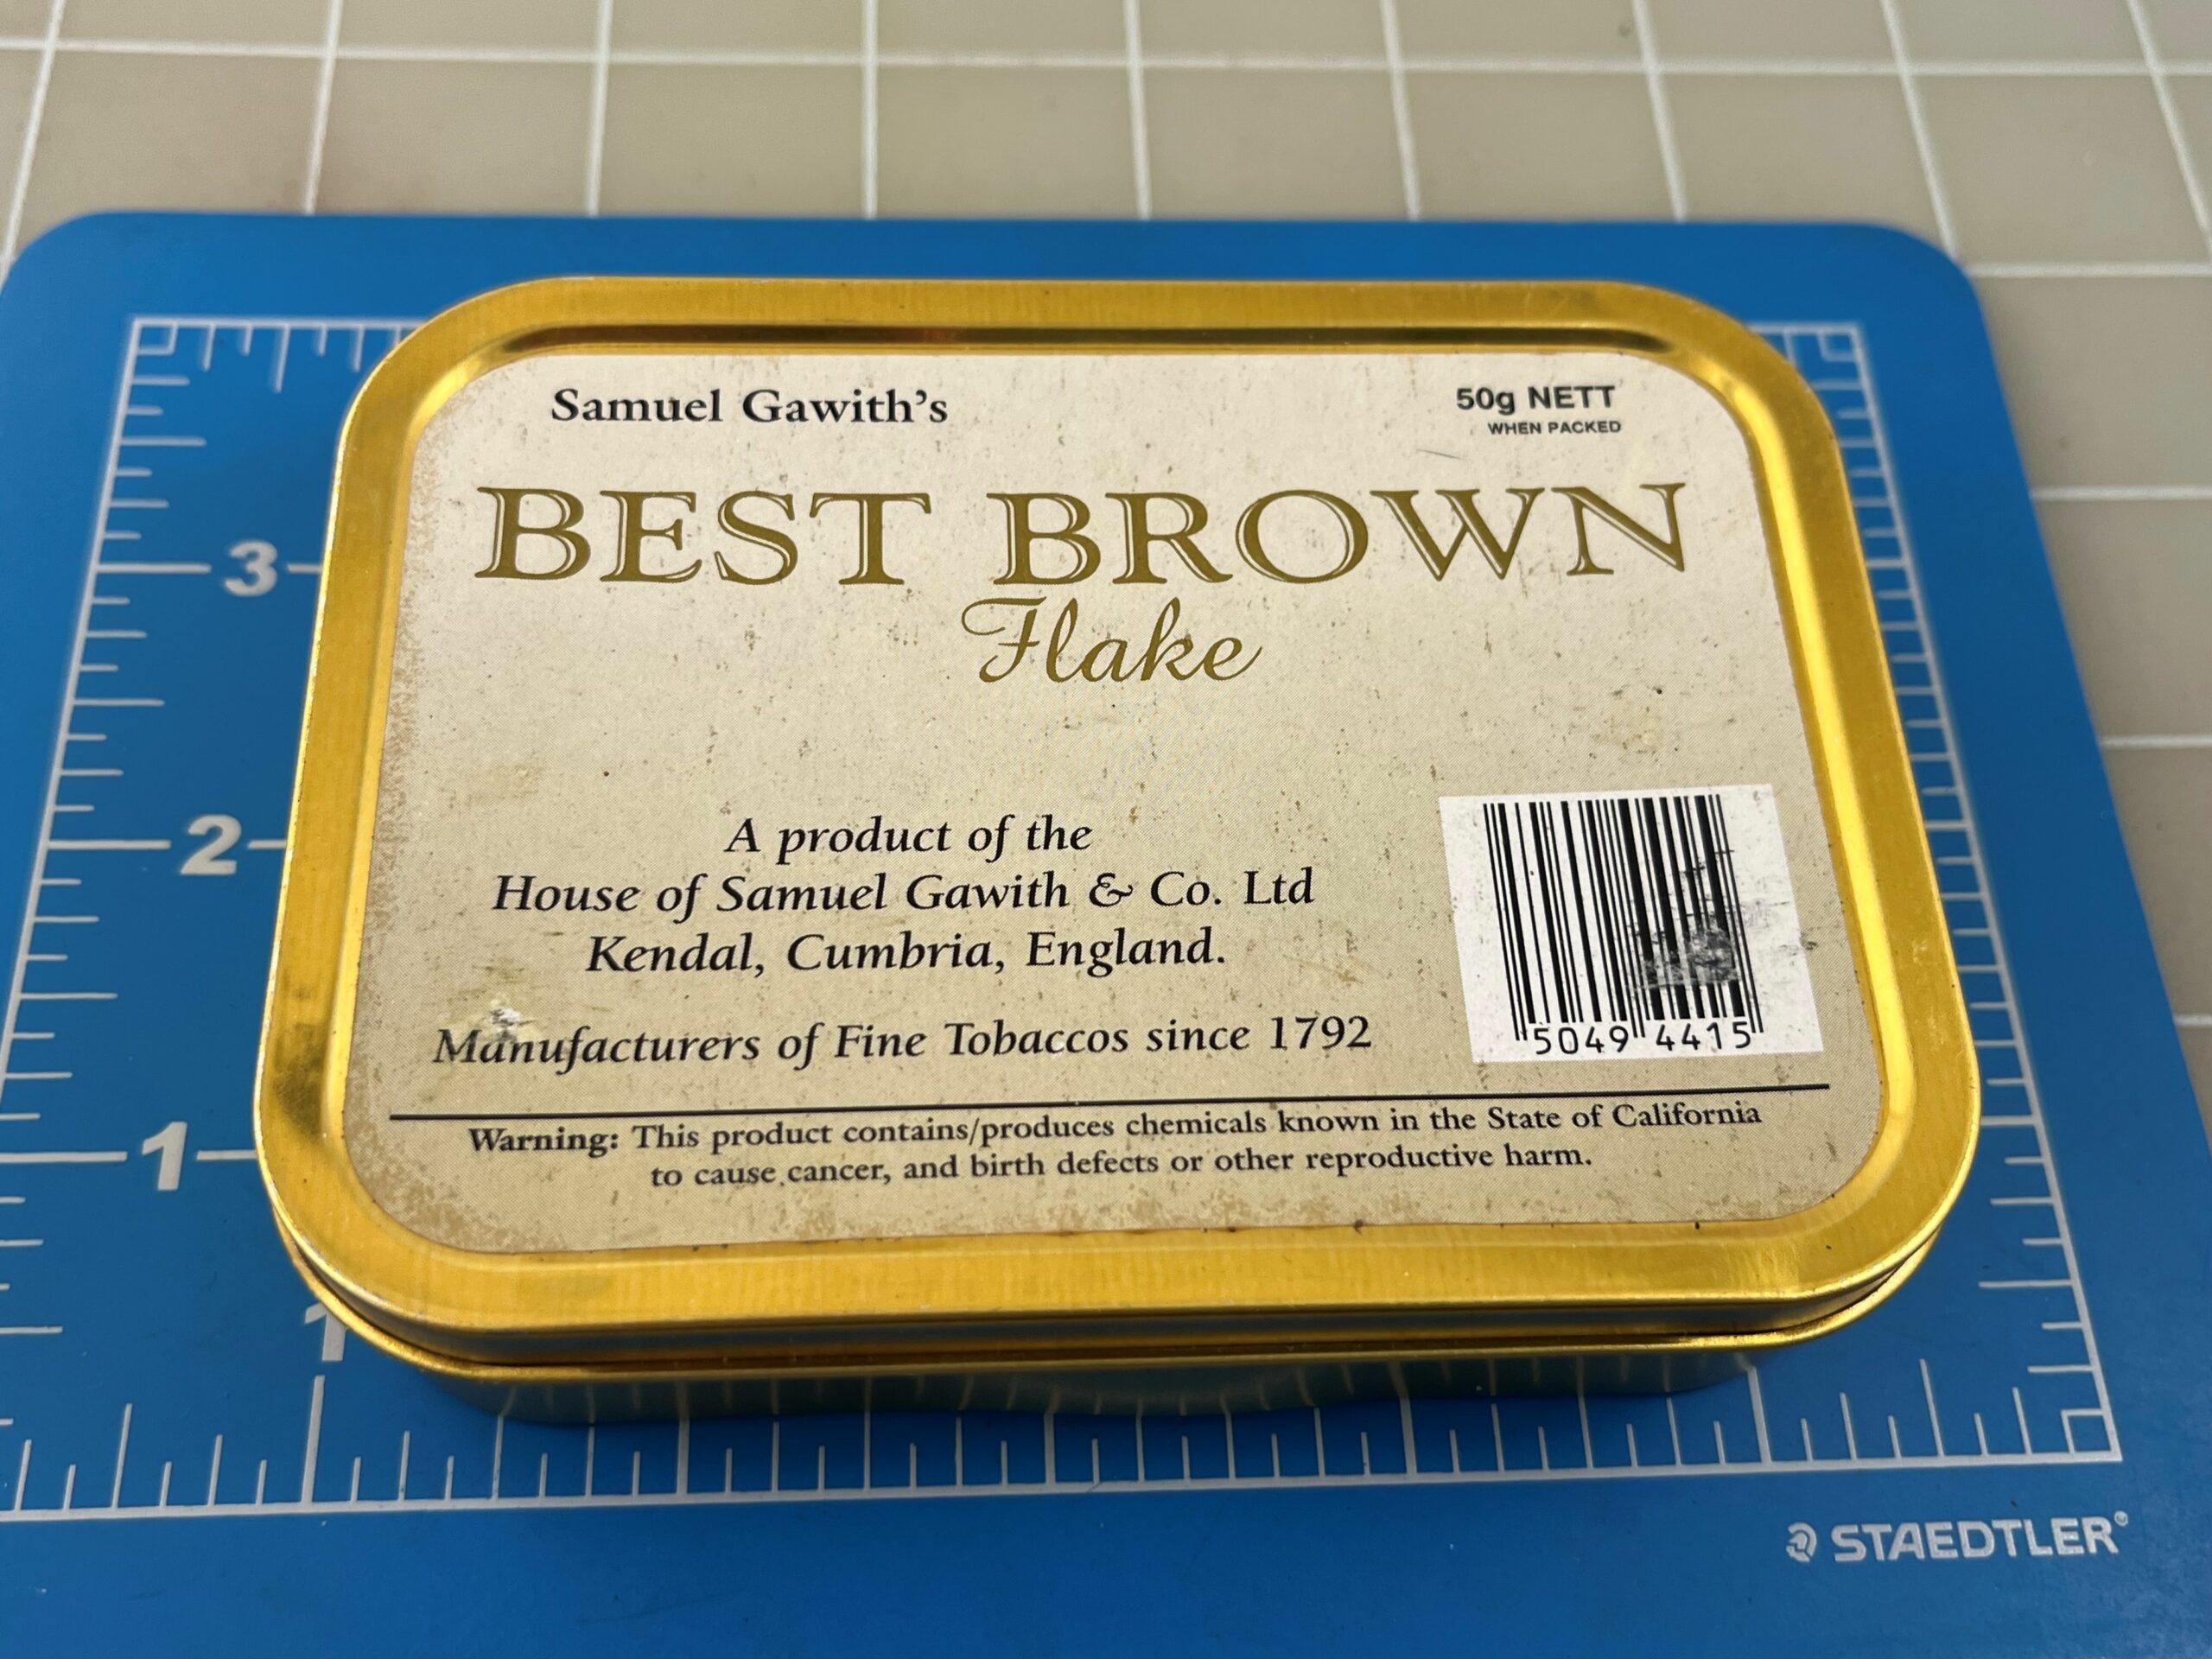 Samuel Gawith's
50g NETT
WHEN PACKED
BEST BROWN
Flake
A product of the
House of Samuel Gawith & Co. Ltd
Kendal, Cumbria, England.
Manufacturers of Fine Tobaccos since 1792
5049 4415
Warning: This product contains/produces chemicals known in the State of California
to cause cancer, and birth defects or other reproductive harm.
3
2
1
1
STAEDTLER®